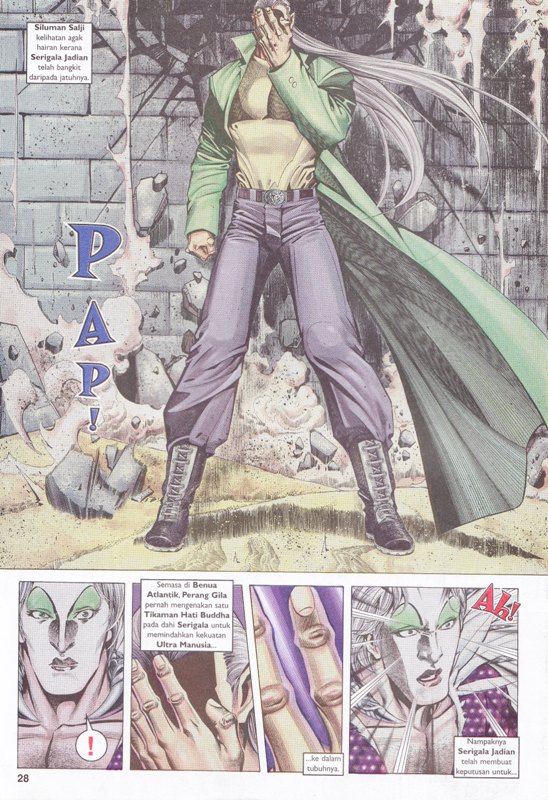 Siluman Salji
kelihatan agak
hairan kerana
Serigala Jadian
telah bangkit
daripada jatuhnya.
PAP!
!
Semasa di Benua
Atlantik, Perang Gila
pernah mengenakan satu
Tikaman Hati Buddha
pada dahi Serigala untuk
memindahkan kekuatan
Ultra Manusia...
...ke dalam
tubuhnya.
Ah!
Nampaknya
Serigala Jadian
telah membuat
keputusan untuk...
28